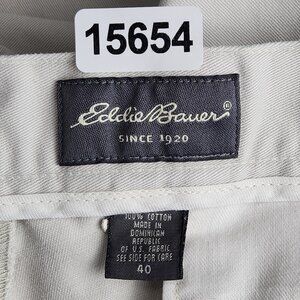 15654
Eddie Bauer®
SINCE 1920
100% COTTON
MADE IN
DOMINICAN
REPUBLIC
OF U.S. FABRIC
SEE SIDE FOR CARE
40